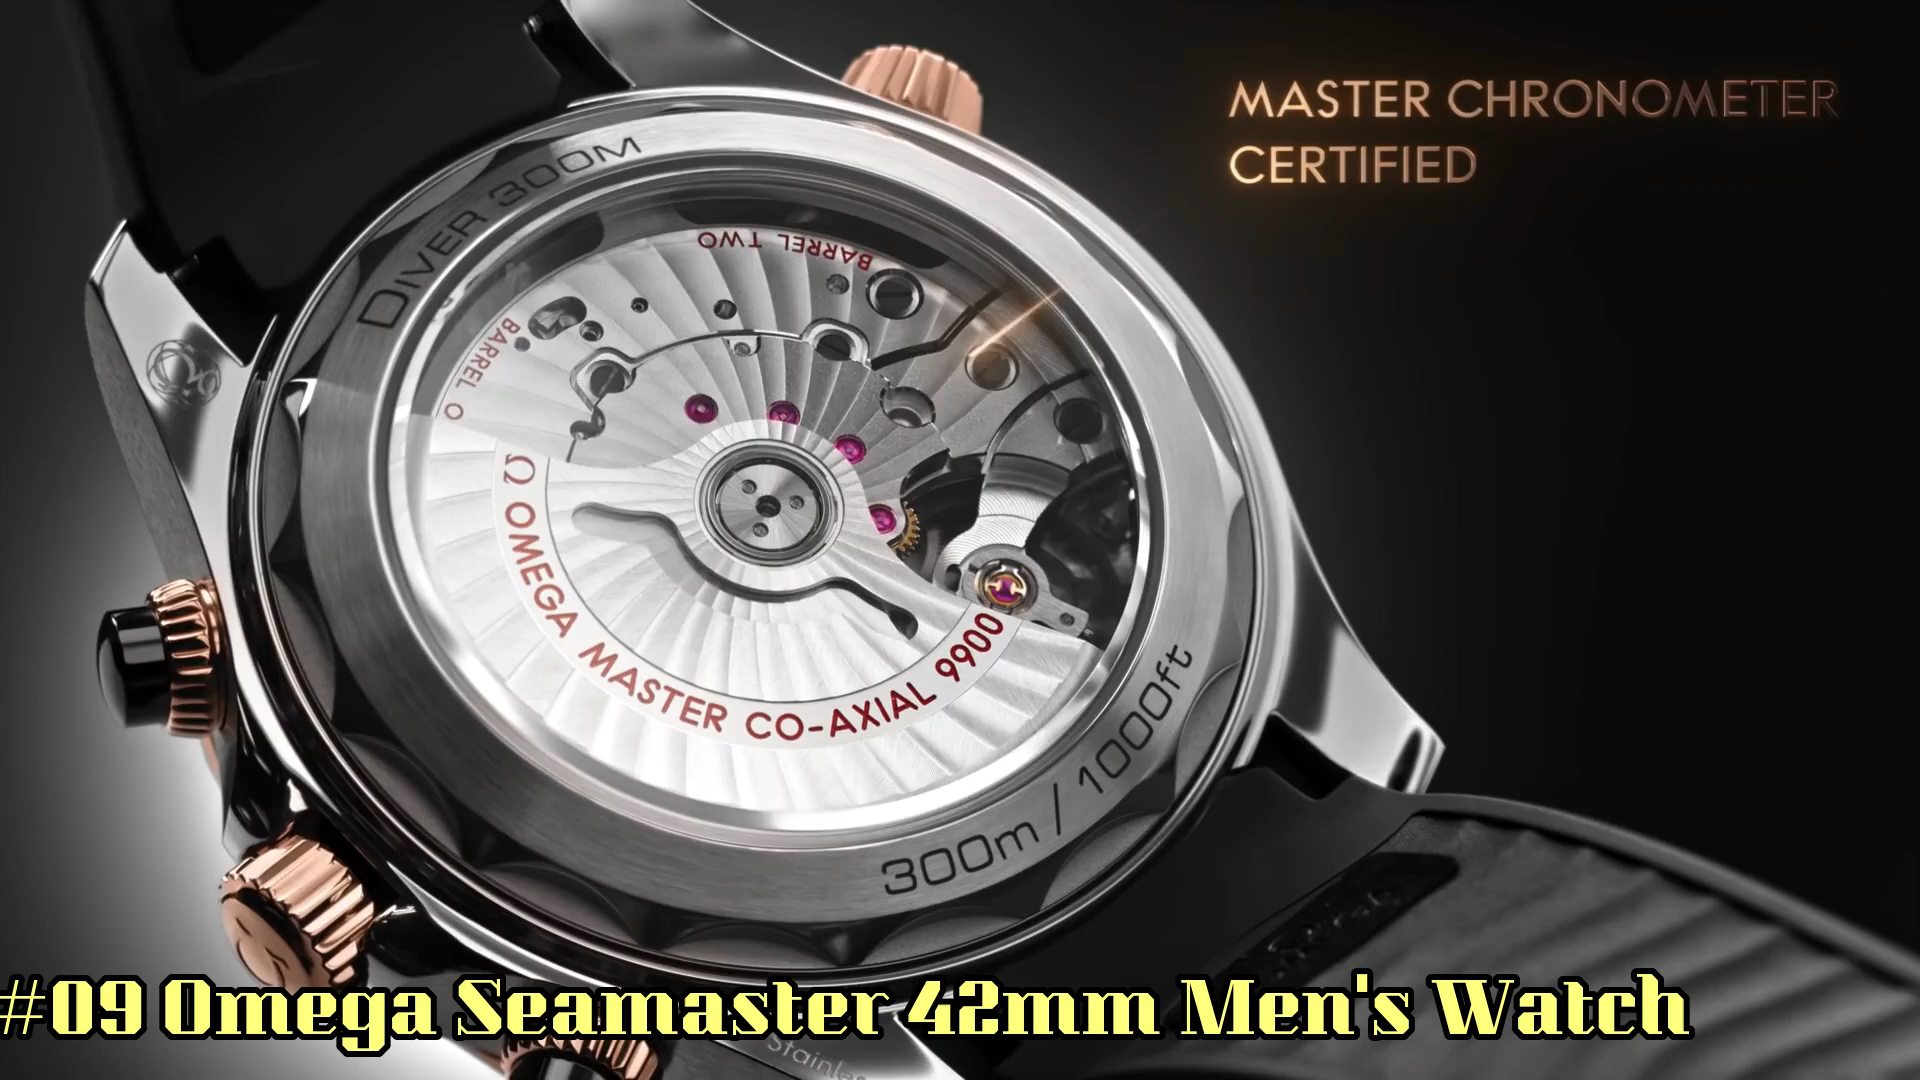 MASTER CHRONOMETER
CERTIFIED
DIVER 300M
BARREL TWO
BARREL O
Ω OMEGA MASTER CO-AXIAL 9900
300m / 1000ft
#09 Omega Seamaster 42mm Men's Watch